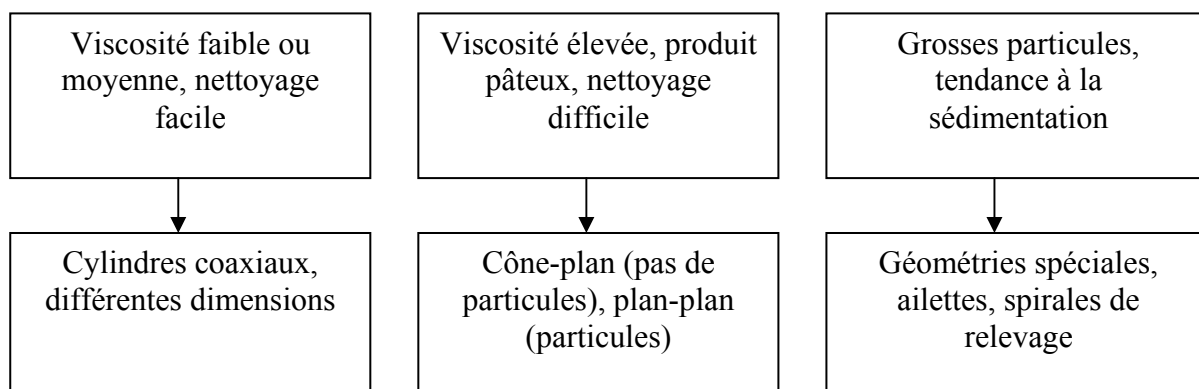 Viscosité faible ou
moyenne, nettoyage
facile
Viscosité élevée, produit
pâteux, nettoyage
difficile
Grosses particules,
tendance à la
sédimentation
Cylindres coaxiaux,
différentes dimensions
Cône-plan (pas de
particules), plan-plan
(particules)
Géométries spéciales,
ailettes, spirales de
relevage